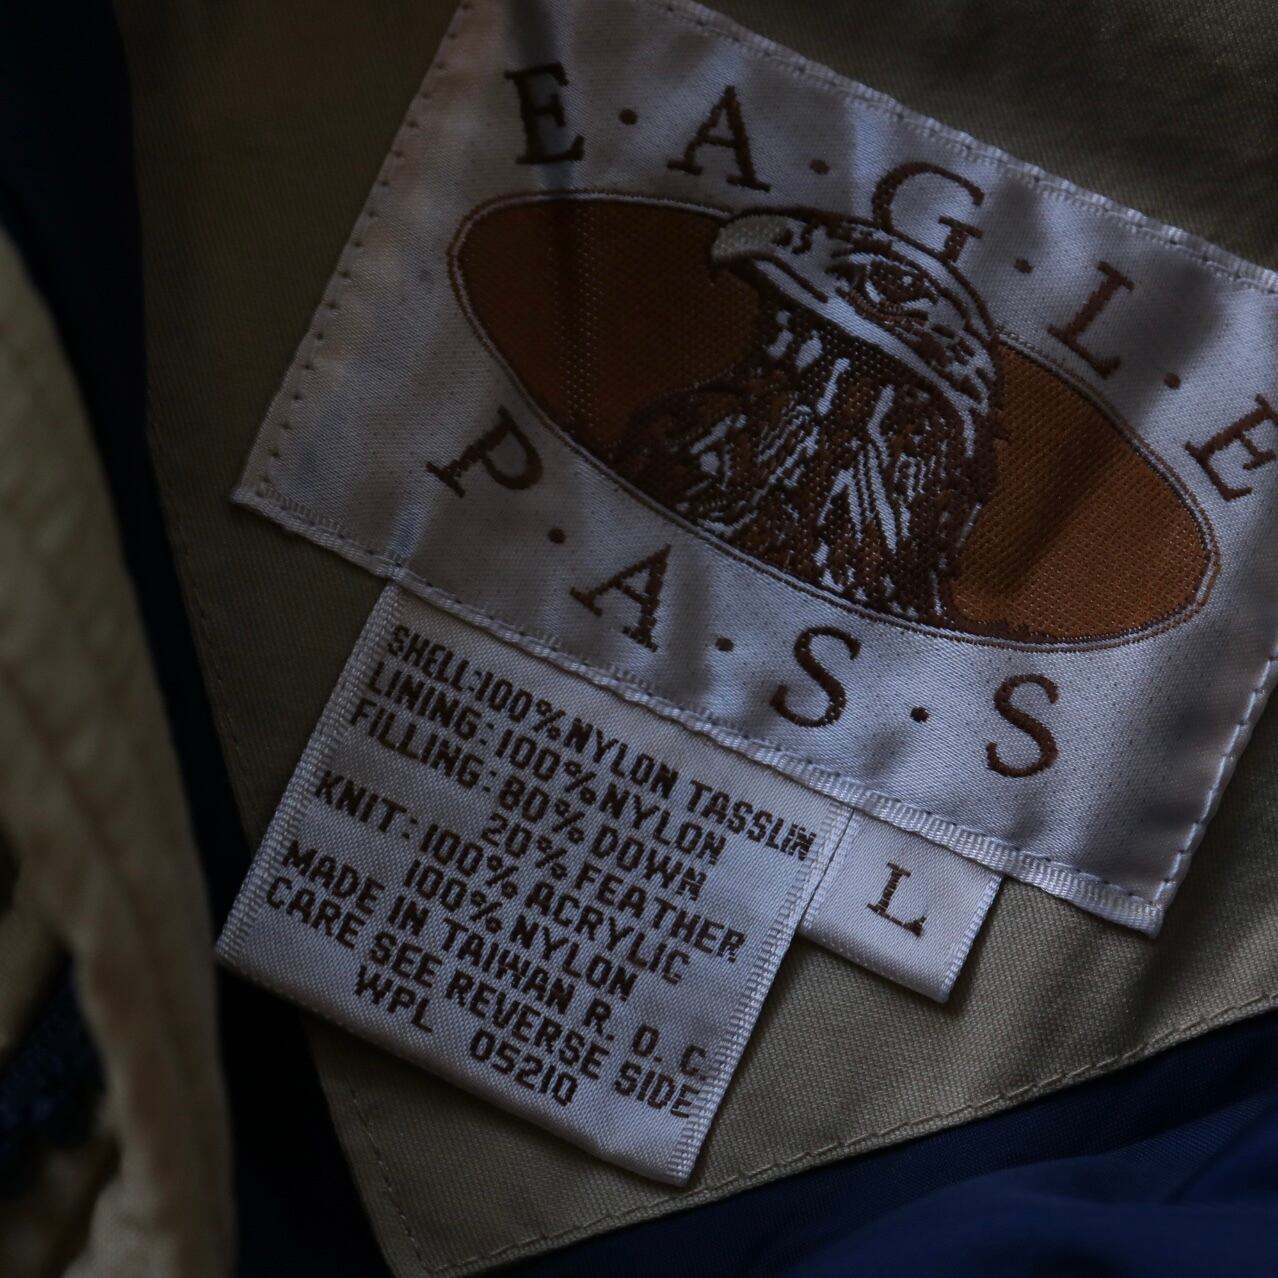 E·A·G·L·E
P·A·S·S
SHELL:100%NYLON TASSLIN
LINING:100%NYLON
FILLING:80%DOWN
20%FEATHER
KNIT:100%ACRYLIC
100%NYLON
MADE IN TAIWAN R. O. C.
CARE SEE REVERSE SIDE
WPL 05210
L